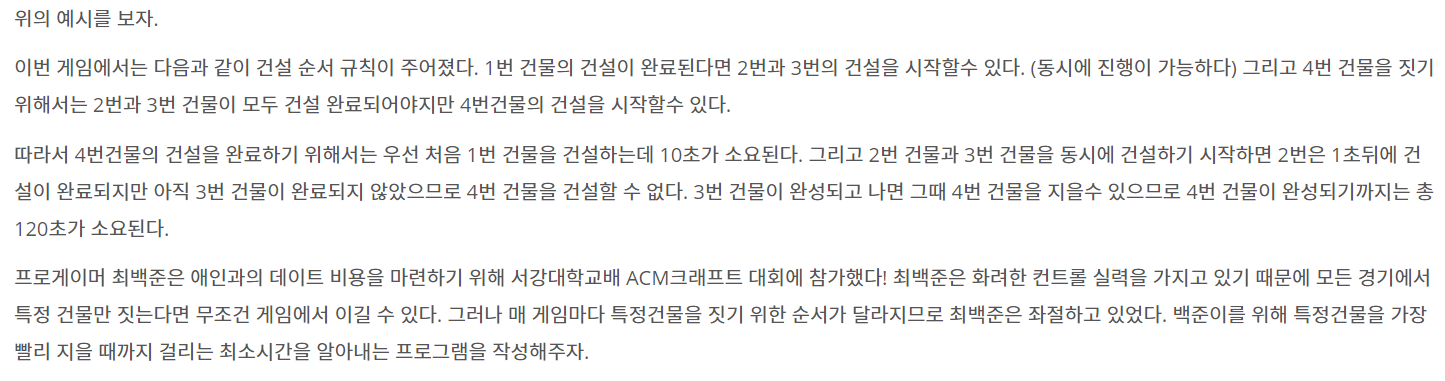 위의 예시를 보자.
이번 게임에서는 다음과 같이 건설 순서 규칙이 주어졌다. 1번 건물의 건설이 완료된다면 2번과 3번의 건설을 시작할수 있다. (동시에 진행이 가능하다) 그리고 4번 건물을 짓기
위해서는 2번과 3번 건물이 모두 건설 완료되어야지만 4번건물의 건설을 시작할수 있다.
따라서 4번건물의 건설을 완료하기 위해서는 우선 처음 1번 건물을 건설하는데 10초가 소요된다. 그리고 2번 건물과 3번 건물을 동시에 건설하기 시작하면 2번은 1초뒤에 건
설이 완료되지만 아직 3번 건물이 완료되지 않았으므로 4번 건물을 건설할 수 없다. 3번 건물이 완성되고 나면 그때 4번 건물을 지을수 있으므로 4번 건물이 완성되기까지는 총
120초가 소요된다.
프로게이머 최백준은 애인과의 데이트 비용을 마련하기 위해 서강대학교배 ACM크래프트 대회에 참가했다! 최백준은 화려한 컨트롤 실력을 가지고 있기 때문에 모든 경기에서
특정 건물만 짓는다면 무조건 게임에서 이길 수 있다. 그러나 매 게임마다 특정건물을 짓기 위한 순서가 달라지므로 최백준은 좌절하고 있었다. 백준이를 위해 특정건물을 가장
빨리 지을 때까지 걸리는 최소시간을 알아내는 프로그램을 작성해주자.